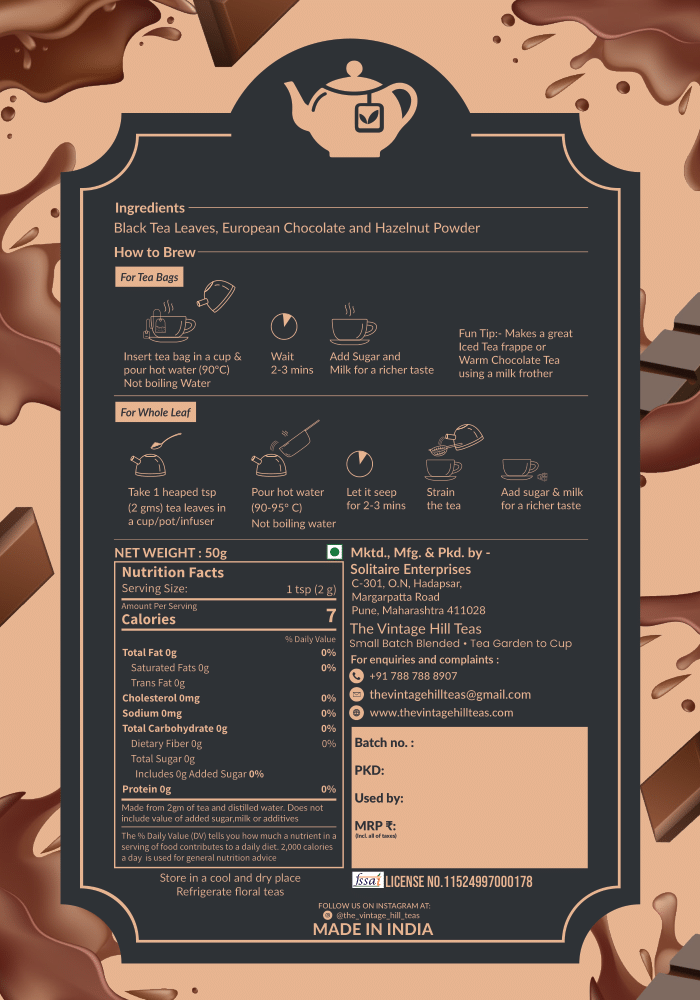 Ingredients
Black Tea Leaves, European Chocolate and Hazelnut Powder
How to Brew
For Tea Bags
Insert tea bag in a cup &
pour hot water (90°C)
Not boiling Water
Wait
2-3 mins
Add Sugar and
Milk for a richer taste
Fun Tip:- Makes a great
Iced Tea frappe or
Warm Chocolate Tea
using a milk frother
For Whole Leaf
Take 1 heaped tsp
(2 gms) tea leaves in
a cup/pot/infuser
Pour hot water
(90-95° C)
Not boiling water
Let it seep
for 2-3 mins
Strain
the tea
Aad sugar & milk
for a richer taste
NET WEIGHT : 50g
Nutrition Facts
Serving Size: 1 tsp (2 g)
Amount Per Serving
Calories 7
% Daily Value
Total Fat 0g 0%
Saturated Fats 0g 0%
Trans Fat 0g
Cholesterol 0mg 0%
Sodium 0mg 0%
Total Carbohydrate 0g 0%
Dietary Fiber 0g 0%
Total Sugar 0g
Includes 0g Added Sugar 0%
Protein 0g 0%
Made from 2gm of tea and distilled water. Does not
include value of added sugar,milk or additives
The % Daily Value (DV) tells you how much a nutrient in a
serving of food contributes to a daily diet. 2,000 calories
a day is used for general nutrition advice
Store in a cool and dry place
Refrigerate floral teas
Mktd., Mfg. & Pkd. by -
Solitaire Enterprises
C-301, O.N, Hadapsar,
Margarpatta Road
Pune, Maharashtra 411028
The Vintage Hill Teas
Small Batch Blended • Tea Garden to Cup
For enquiries and complaints :
+91 788 788 8907
thevintagehillteas@gmail.com
www.thevintagehillteas.com
Batch no. :
PKD:
Used by:
MRP ₹:
(Incl. all of taxes)
fssai LICENSE NO.11524997000178
FOLLOW US ON INSTAGRAM AT:
@the_vintage_hill_teas
MADE IN INDIA